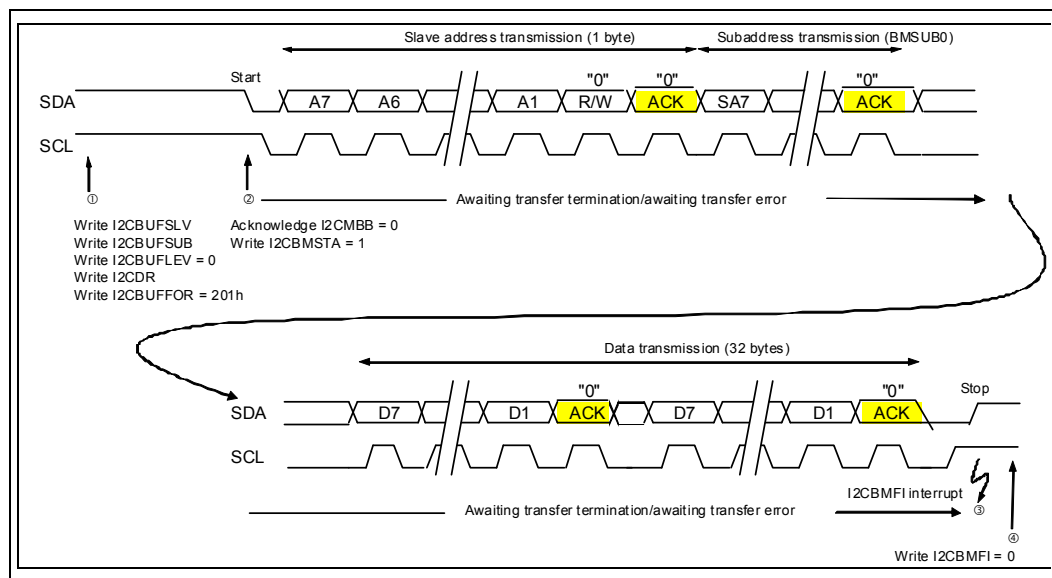 Slave address transmission (1 byte) Subaddress transmission (BMSUB0)
Start "0" "0" "0"
SDA A7 A6 A1 R/W ACK SA7 ACK
SCL
① ② Awaiting transfer termination/awaiting transfer error
Write I2CBUFSLV Acknowledge I2CMBB = 0
Write I2CBUFSUB Write I2CBMSTA = 1
Write I2CBUFLEV = 0
Write I2CDR
Write I2CBUFFOR = 201h
Data transmission (32 bytes)
"0" "0" Stop
SDA D7 D1 ACK D7 D1 ACK
SCL
I2CBMFI interrupt
Awaiting transfer termination/awaiting transfer error ③
④
Write I2CBMFI = 0